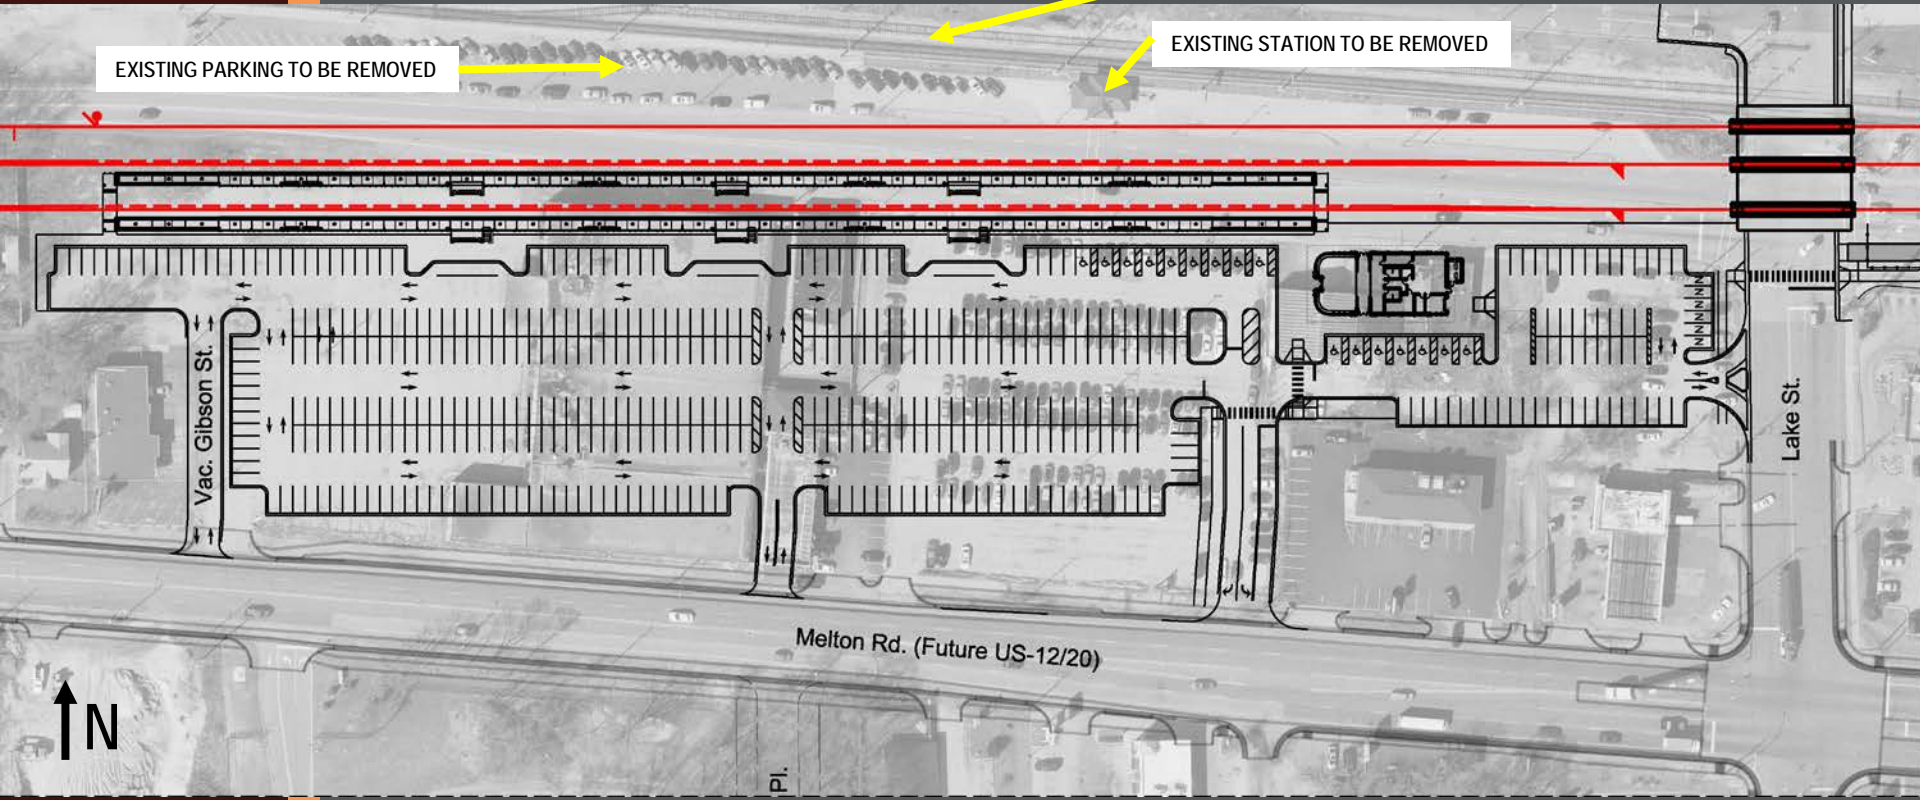 EXISTING PARKING TO BE REMOVED
EXISTING STATION TO BE REMOVED
Vac. Gibson St.
Lake St.
Melton Rd. (Future US-12/20)
N
Pl.